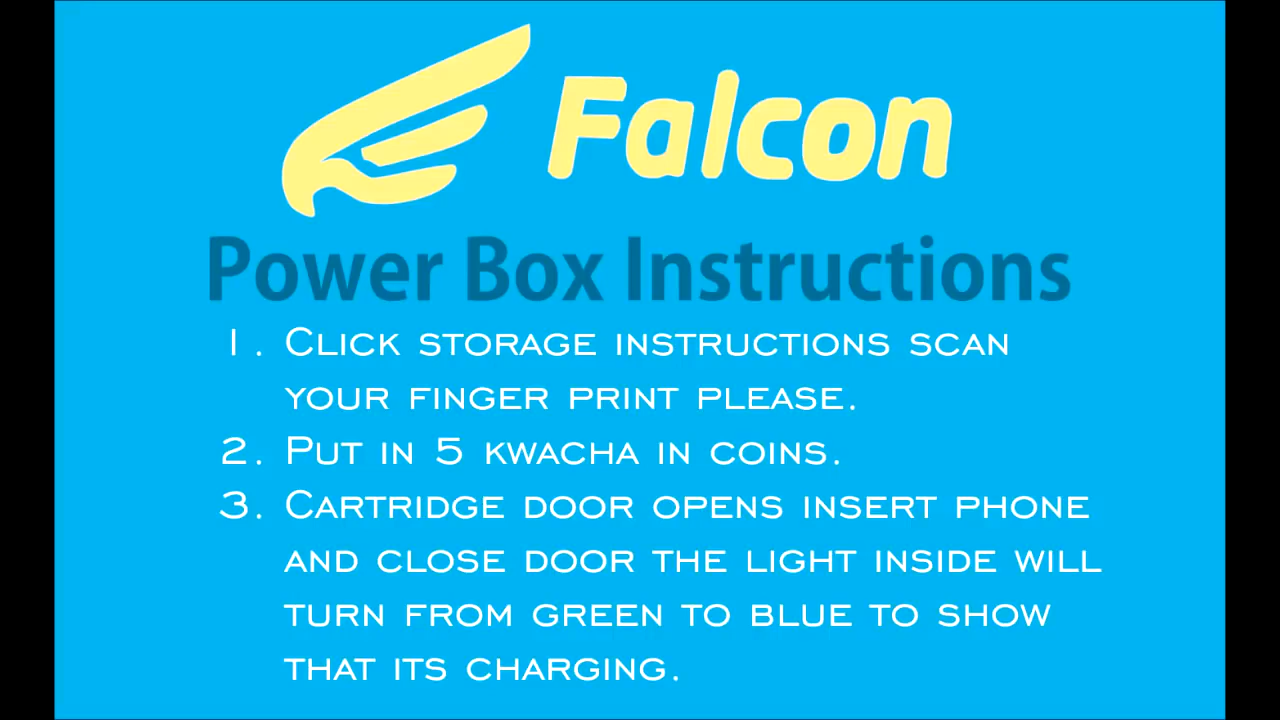 Falcon
Power Box Instructions
1. Click storage instructions scan
your finger print please.
2. Put in 5 kwacha in coins.
3. Cartridge door opens insert phone
and close door the light inside will
turn from green to blue to show
that its charging.